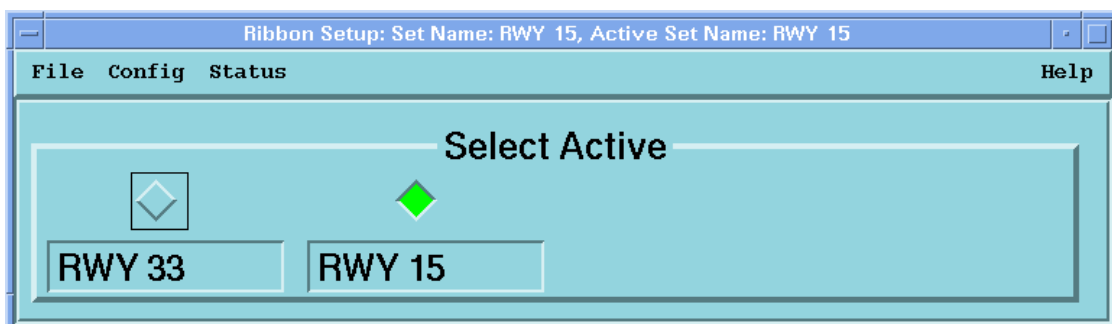 Ribbon Setup: Set Name: RWY 15, Active Set Name: RWY 15
File Config Status Help
Select Active
RWY 33 RWY 15